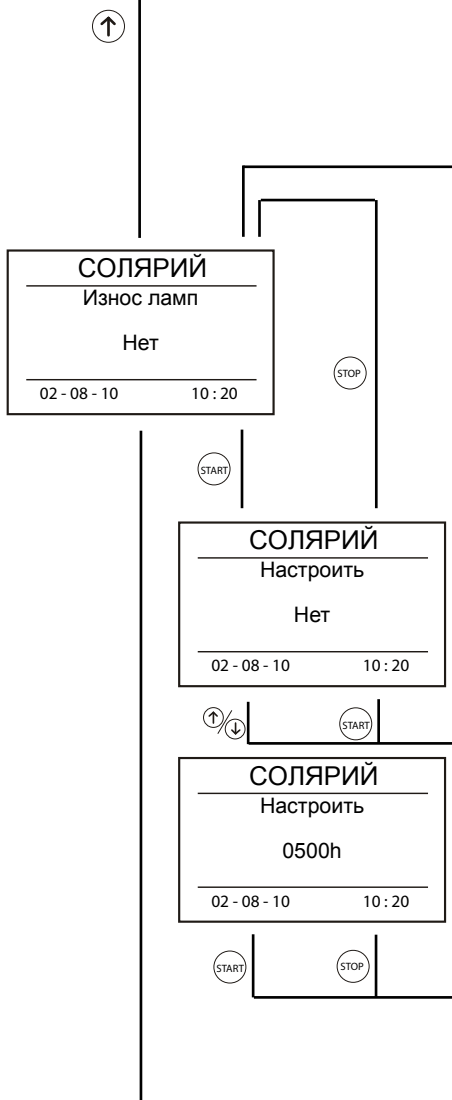 СОЛЯРИЙ
Износ ламп
Нет
02 - 08 - 10 10 : 20
STOP
START
СОЛЯРИЙ
Настроить
Нет
02 - 08 - 10 10 : 20
START
СОЛЯРИЙ
Настроить
0500h
02 - 08 - 10 10 : 20
START STOP